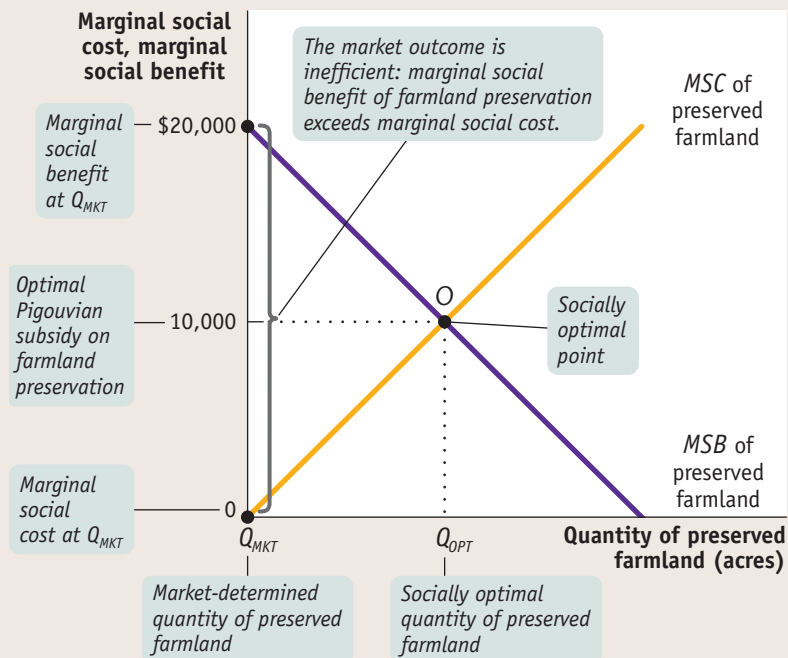 Marginal social
cost, marginal
social benefit
The market outcome is
inefficient: marginal social
benefit of farmland preservation
exceeds marginal social cost.
MSC of
preserved
farmland
Marginal
social
benefit
at QMKT
$20,000
Optimal
Pigouvian
subsidy on
farmland
preservation
10,000
O
Socially
optimal
point
MSB of
preserved
farmland
Marginal
social
cost at QMKT
0
QMKT
QOPT
Quantity of preserved
farmland (acres)
Market-determined
quantity of preserved
farmland
Socially optimal
quantity of preserved
farmland